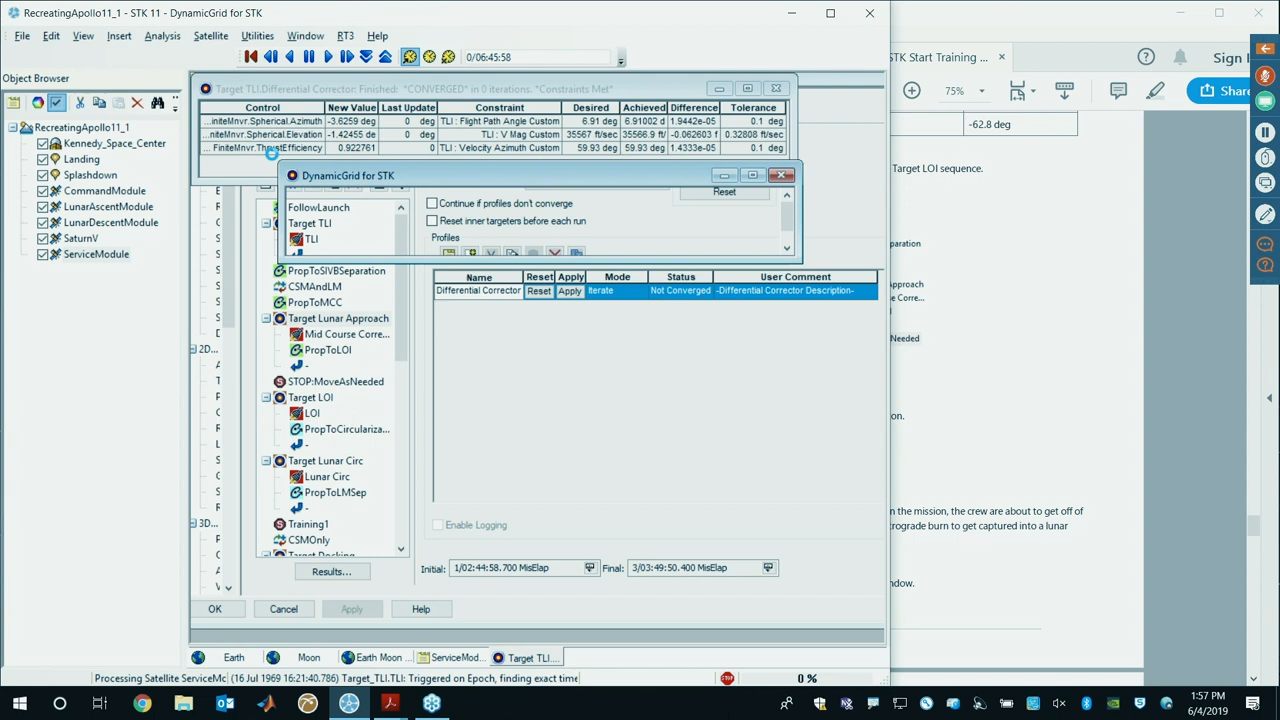 RecreatingApollo11_1 - STK 11 - DynamicGrid for STK
File Edit View Insert Analysis Satellite Utilities Window RT3 Help
0/06:45:58
Object Browser
RecreatingApollo11_1
Kennedy_Space_Center
Landing
Splashdown
CommandModule
LunarAscentModule
LunarDescentModule
SaturnV
ServiceModule
Target TLI.Differential Corrector: Finished: *CONVERGED* in 0 iterations. *Constraints Met*
Control New Value Last Update Constraint Desired Achieved Difference Tolerance
...initeMnvr.Spherical.Azimuth -3.6259 deg 0 deg TLI : Flight Path Angle Custom 6.91 deg 6.91002 d 1.9442e-05 0.1 deg
...niteMnvr.Spherical.Elevation -1.42455 deg 0 deg TLI : V Mag Custom 35567 ft/sec 35566.9 ft/ -0.062603 f 0.32808 ft/sec
... FiniteMnvr.ThrustEfficiency 0.922761 0 TLI : Velocity Azimuth Custom 59.93 deg 59.93 deg 1.4333e-05 0.1 deg
DynamicGrid for STK
FollowLaunch
Target TLI
TLI
Reset
Continue if profiles don't converge
Reset inner targeters before each run
Profiles
PropToSIVBSeparation
CSMAndLM
PropToMCC
Target Lunar Approach
Mid Course Corre...
PropToLOI
-
STOP:MoveAsNeeded
Target LOI
LOI
PropToCirculariza...
-
Target Lunar Circ
Lunar Circ
PropToLMSep
-
Training1
CSMOnly
Target Docking
2D...
3D...
Name Reset Apply Mode Status User Comment
Differential Corrector Reset Apply Iterate Not Converged -Differential Corrector Description-
Enable Logging
Results...
Initial: 1/02:44:58.700 MisElap Final: 3/03:49:50.400 MisElap
OK Cancel Apply Help
Earth Moon Earth Moon ... ServiceMod... Target TLI....
Processing Satellite ServiceMc (16 Jul 1969 16:21:40.786) Target_TLI.TLI: Triggered on Epoch, finding exact time STOP 0 %
STK Start Training ... ×
Sign I
75%
Share
-62.8 deg
Target LOI sequence.
paration
pproach
Corre...
Needed
on.
n the mission, the crew are about to get off of
rograde burn to get captured into a lunar
ndow.
1:57 PM
6/4/2019